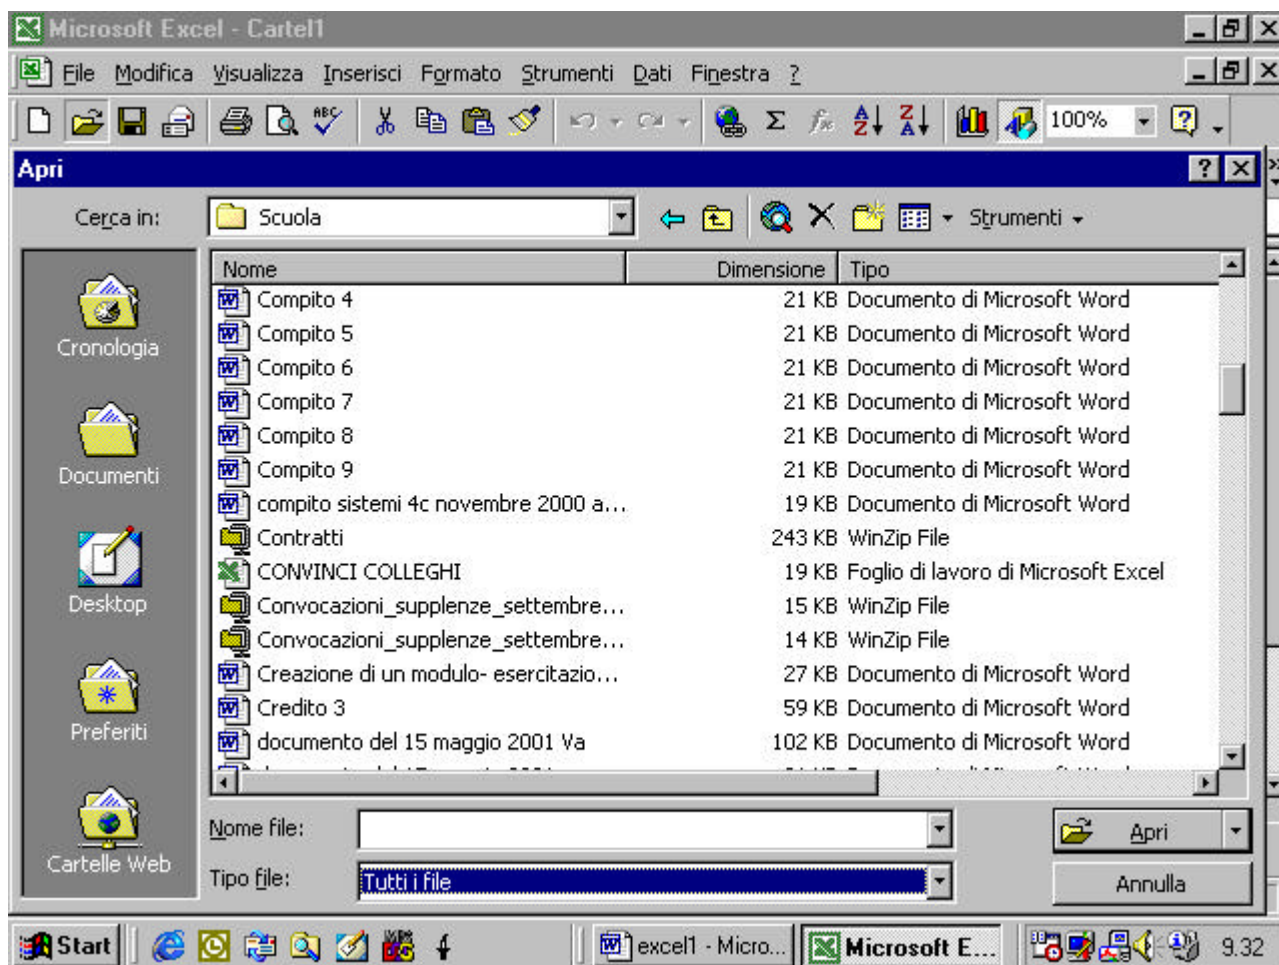 Microsoft Excel - Cartel1
File Modifica Visualizza Inserisci Formato Strumenti Dati Finestra ?
ABC Σ fx A Z Z A 100% ?
Apri
Cerca in: Scuola Strumenti
Nome Dimensione Tipo
Compito 4 21 KB Documento di Microsoft Word
Compito 5 21 KB Documento di Microsoft Word
Compito 6 21 KB Documento di Microsoft Word
Compito 7 21 KB Documento di Microsoft Word
Compito 8 21 KB Documento di Microsoft Word
Compito 9 21 KB Documento di Microsoft Word
compito sistemi 4c novembre 2000 a... 19 KB Documento di Microsoft Word
Contratti 243 KB WinZip File
CONVINCI COLLEGHI 19 KB Foglio di lavoro di Microsoft Excel
Convocazioni_supplenze_settembre... 15 KB WinZip File
Convocazioni_supplenze_settembre... 14 KB WinZip File
Creazione di un modulo- esercitazio... 27 KB Documento di Microsoft Word
Credito 3 59 KB Documento di Microsoft Word
documento del 15 maggio 2001 Va 102 KB Documento di Microsoft Word
Cronologia
Documenti
Desktop
Preferiti
Cartelle Web
Nome file: Apri
Tipo file: Tutti i file Annulla
Start excel1 - Micro... Microsoft E... 9.32